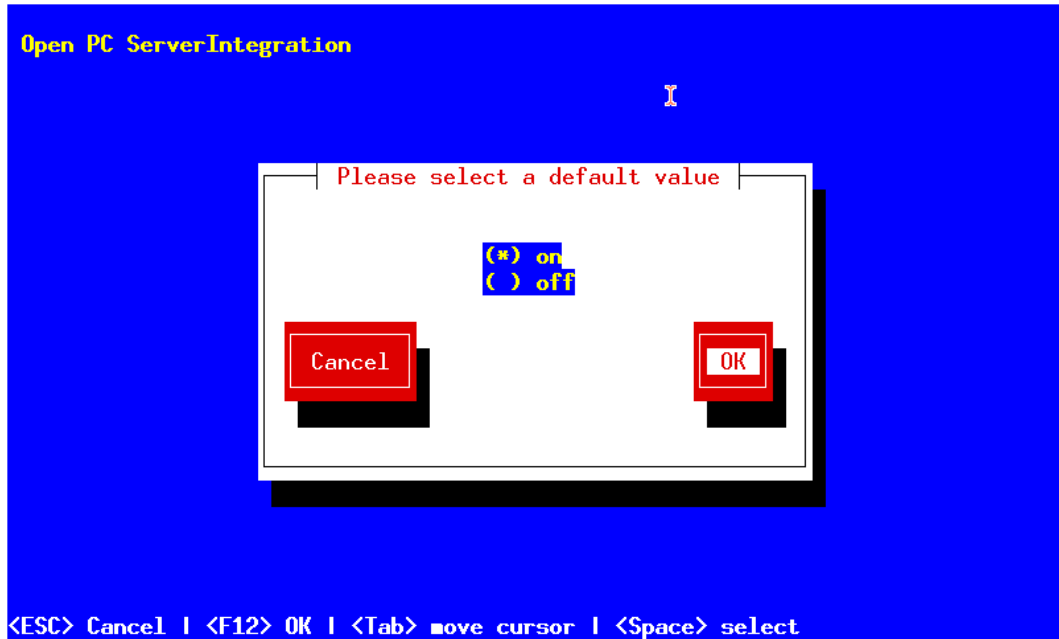 Open PC ServerIntegration
Please select a default value
(*) on
( ) off
Cancel
OK
<ESC> Cancel | <F12> OK | <Tab> move cursor | <Space> select